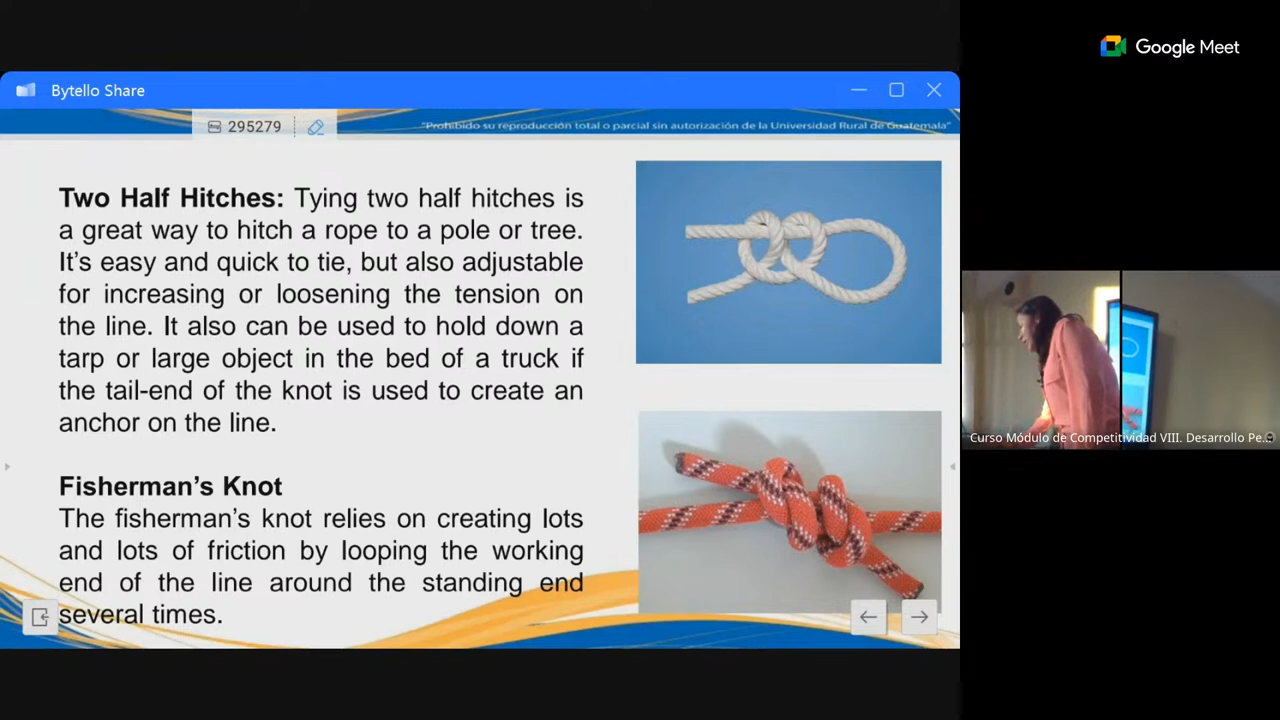 Google Meet
Bytello Share
295279
"Prohibido su reproducción total o parcial sin autorización de la Universidad Rural de Guatemala"
Two Half Hitches: Tying two half hitches is
a great way to hitch a rope to a pole or tree.
It's easy and quick to tie, but also adjustable
for increasing or loosening the tension on
the line. It also can be used to hold down a
tarp or large object in the bed of a truck if
the tail-end of the knot is used to create an
anchor on the line.
Fisherman's Knot
The fisherman's knot relies on creating lots
and lots of friction by looping the working
end of the line around the standing end
several times.
Curso Módulo de Competitividad VIII. Desarrollo Pe...